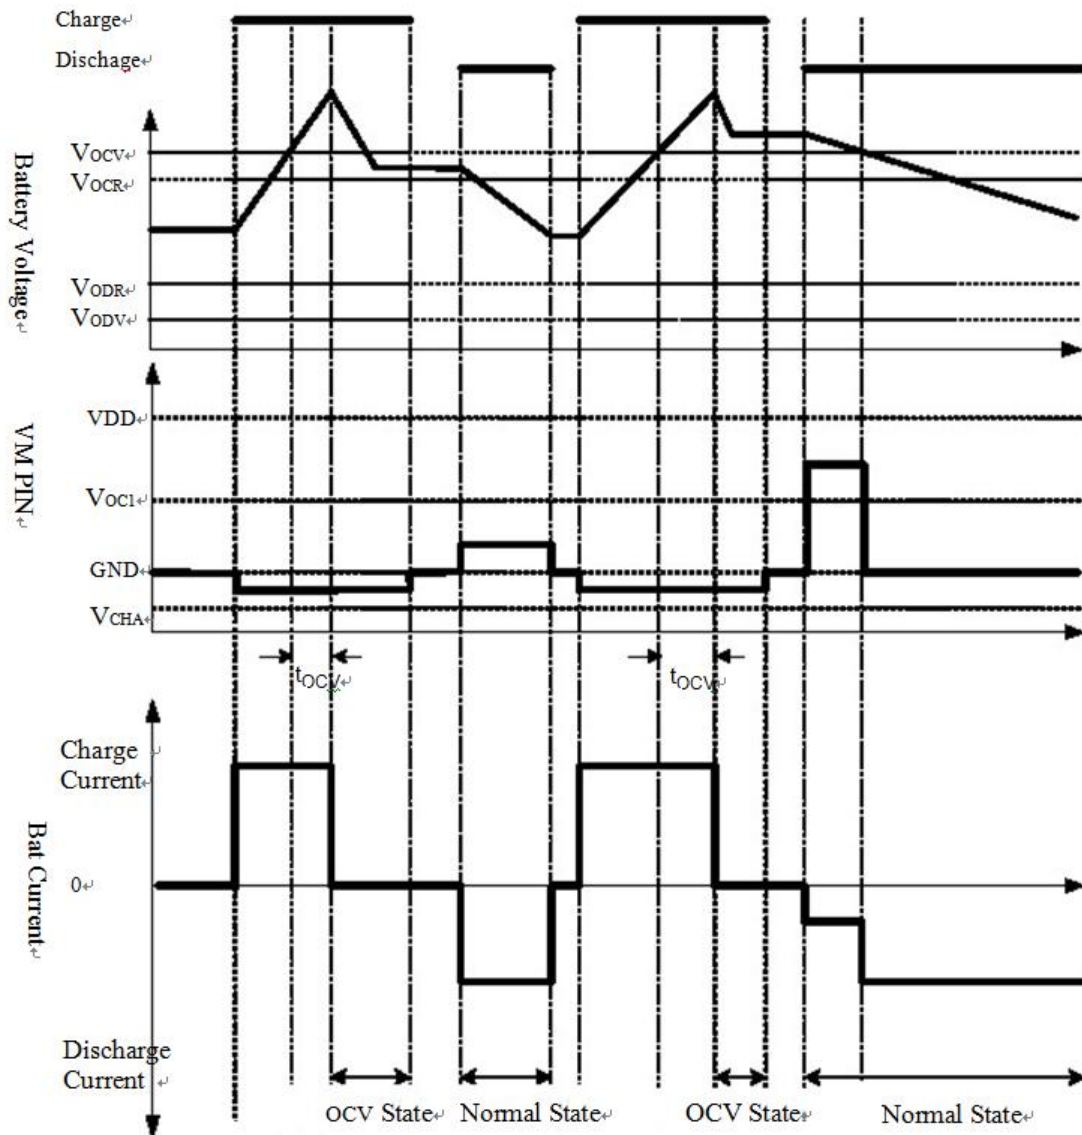 Charge↵
Dischage↵
Battery Voltage↵
VOCV↵
VOCR↵
VODR↵
VODV↵
VM PIN↵
VDD↵
VOC1↵
GND↵
VCHA↵
tOCV↵
tOCV↵
Bat Current↵
Charge ↵
Current↵
0↵
Discharge
Current ↵
OCV State↵
Normal State↵
OCV State↵
Normal State↵